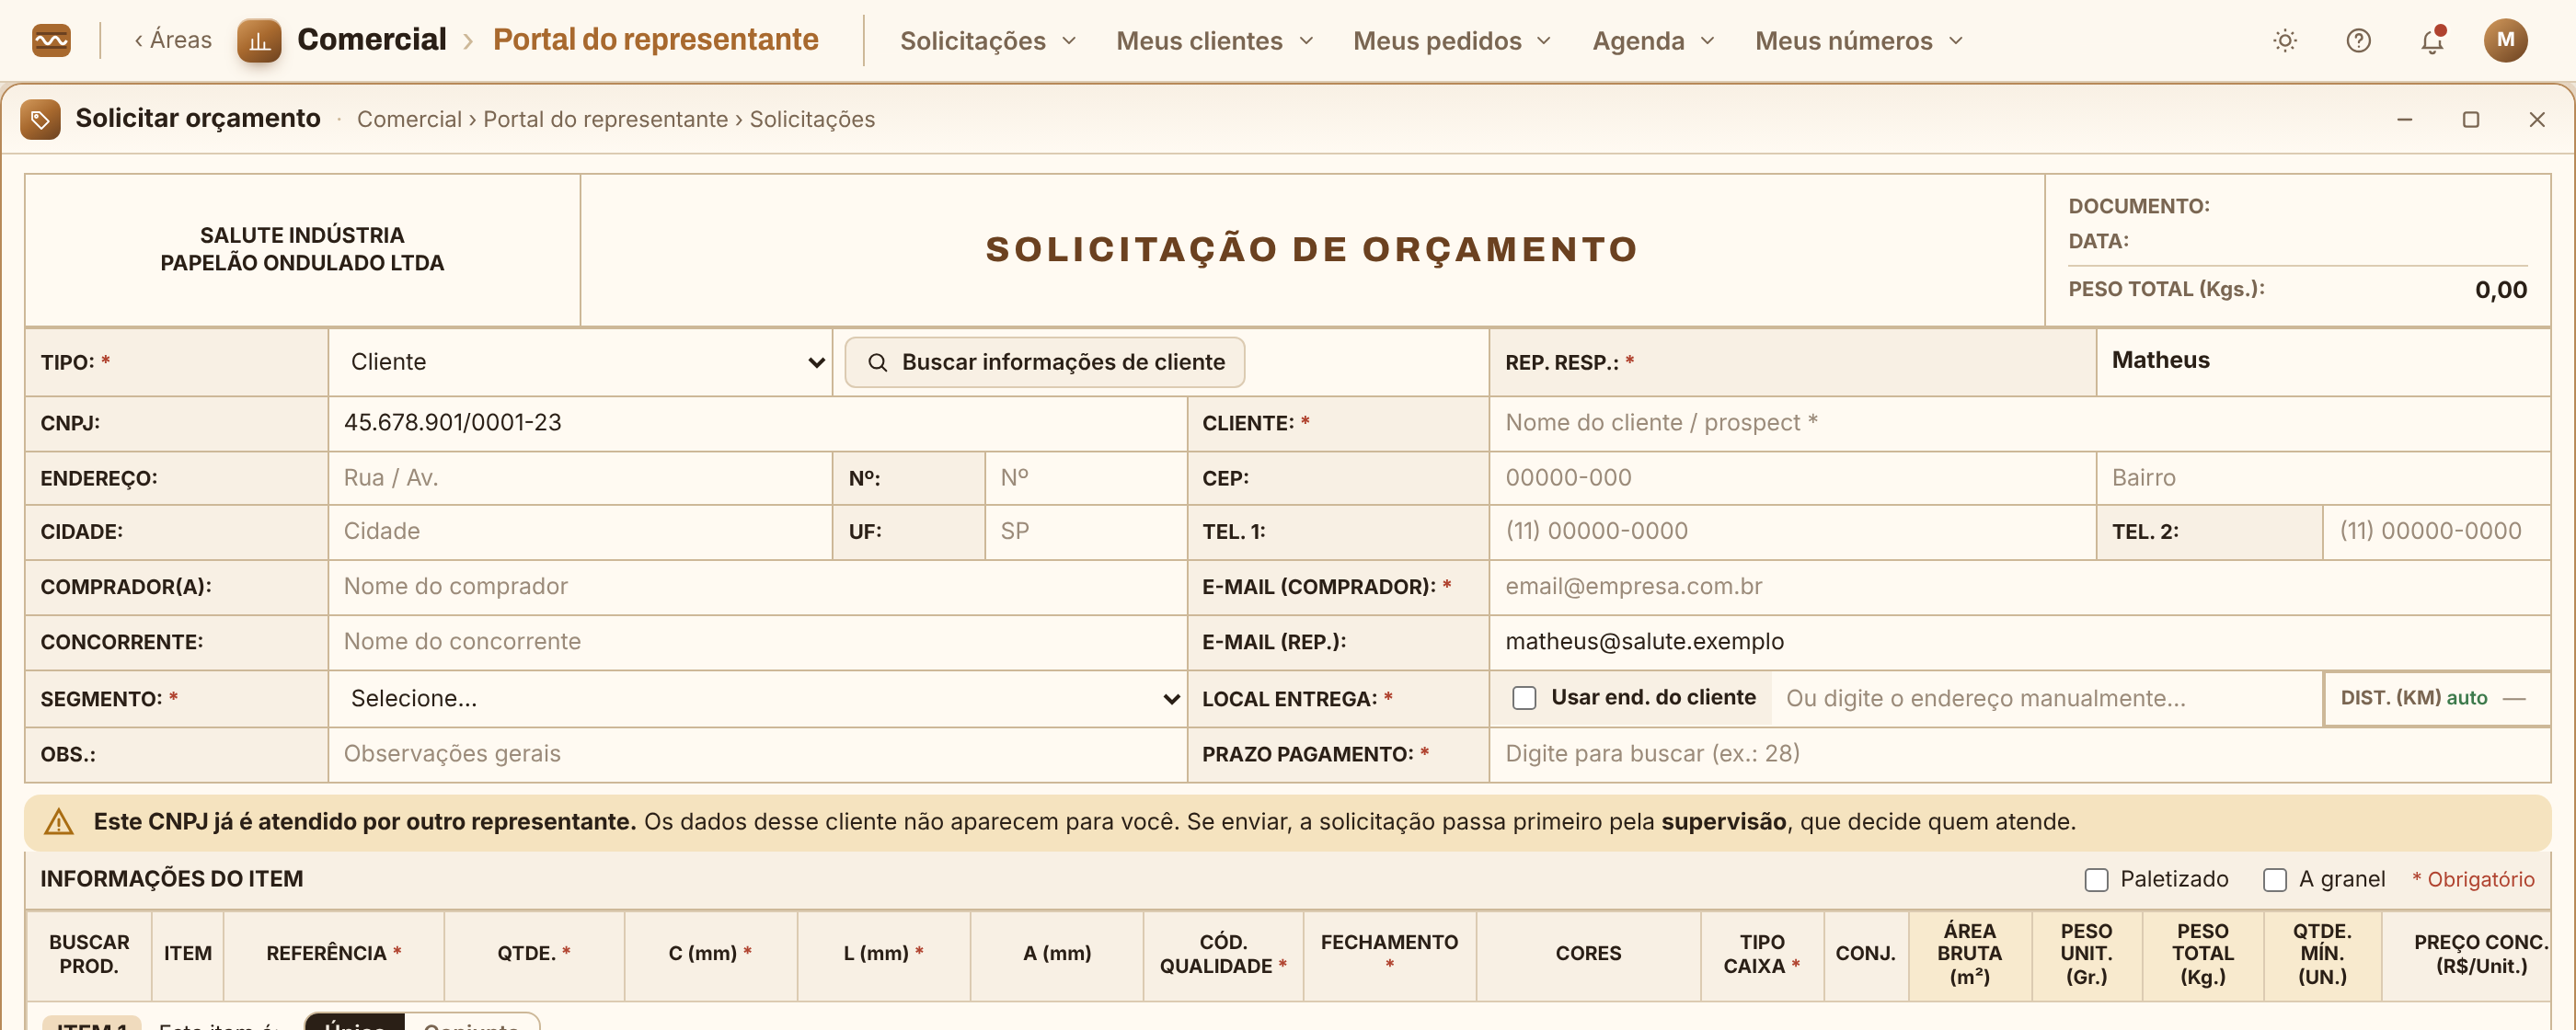 ‹ Áreas Comercial › Portal do representante Solicitações Meus clientes Meus pedidos Agenda Meus números M
Solicitar orçamento · Comercial › Portal do representante › Solicitações
SALUTE INDÚSTRIA
PAPELÃO ONDULADO LTDA
SOLICITAÇÃO DE ORÇAMENTO
DOCUMENTO:
DATA:
PESO TOTAL (Kgs.): 0,00
TIPO: * Cliente Buscar informações de cliente REP. RESP.: * Matheus
CNPJ: 45.678.901/0001-23 CLIENTE: * Nome do cliente / prospect *
ENDEREÇO: Rua / Av. Nº: Nº CEP: 00000-000 Bairro
CIDADE: Cidade UF: SP TEL. 1: (11) 00000-0000 TEL. 2: (11) 00000-0000
COMPRADOR(A): Nome do comprador E-MAIL (COMPRADOR): * email@empresa.com.br
CONCORRENTE: Nome do concorrente E-MAIL (REP.): matheus@salute.exemplo
SEGMENTO: * Selecione... LOCAL ENTREGA: * Usar end. do cliente Ou digite o endereço manualmente... DIST. (KM) auto —
OBS.: Observações gerais PRAZO PAGAMENTO: * Digite para buscar (ex.: 28)
Este CNPJ já é atendido por outro representante. Os dados desse cliente não aparecem para você. Se enviar, a solicitação passa primeiro pela supervisão, que decide quem atende.
INFORMAÇÕES DO ITEM Paletizado A granel * Obrigatório
BUSCAR PROD. ITEM REFERÊNCIA * QTDE. * C (mm) * L (mm) * A (mm) CÓD. QUALIDADE * FECHAMENTO * CORES TIPO CAIXA * CONJ. ÁREA BRUTA (m²) PESO UNIT. (Gr.) PESO TOTAL (Kg.) QTDE. MÍN. (UN.) PREÇO CONC. (R$/Unit.)
ITEM 1 Este item é: Único Conjunto